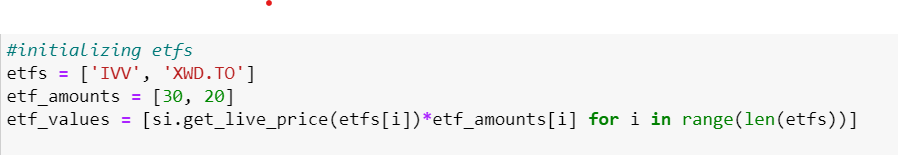 #initializing etfs
etfs = ['IVV', 'XWD.TO']
etf_amounts = [30, 20]
etf_values = [si.get_live_price(etfs[i])*etf_amounts[i] for i in range(len(etfs))]